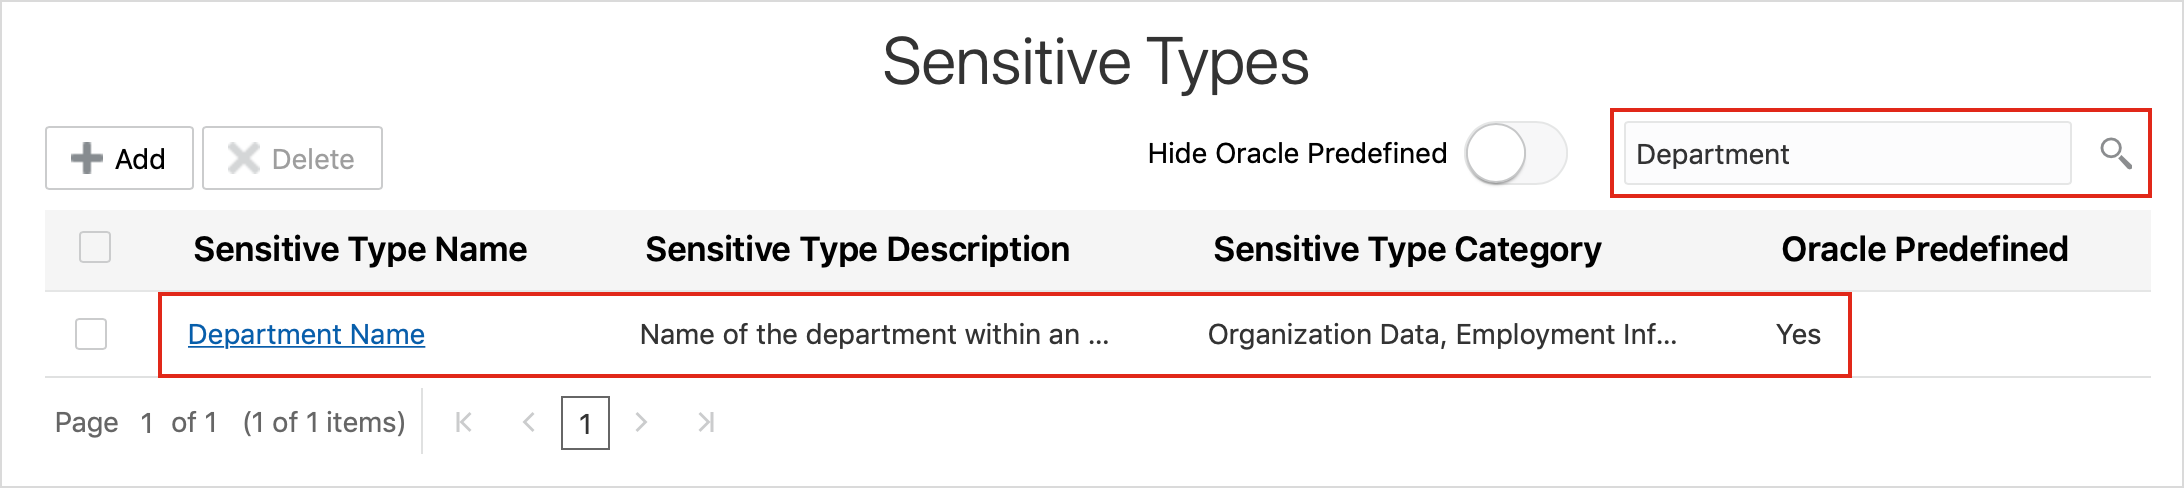 Sensitive Types
Add Delete Hide Oracle Predefined Department
Sensitive Type Name Sensitive Type Description Sensitive Type Category Oracle Predefined
Department Name Name of the department within an ... Organization Data, Employment Inf... Yes
Page 1 of 1 (1 of 1 items) 1